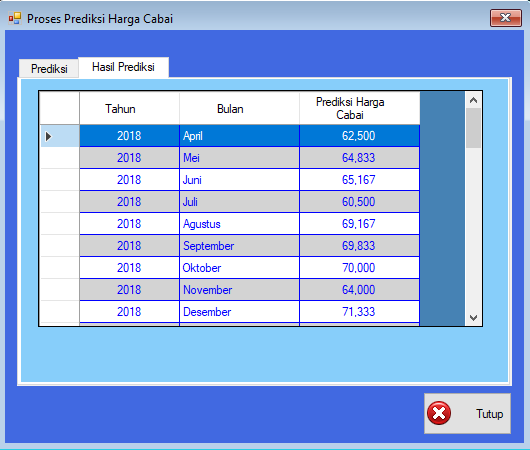 Proses Prediksi Harga Cabai
Prediksi Hasil Prediksi
Tahun Bulan Prediksi Harga
Cabai
2018 April 62,500
2018 Mei 64,833
2018 Juni 65,167
2018 Juli 60,500
2018 Agustus 69,167
2018 September 69,833
2018 Oktober 70,000
2018 November 64,000
2018 Desember 71,333
Tutup